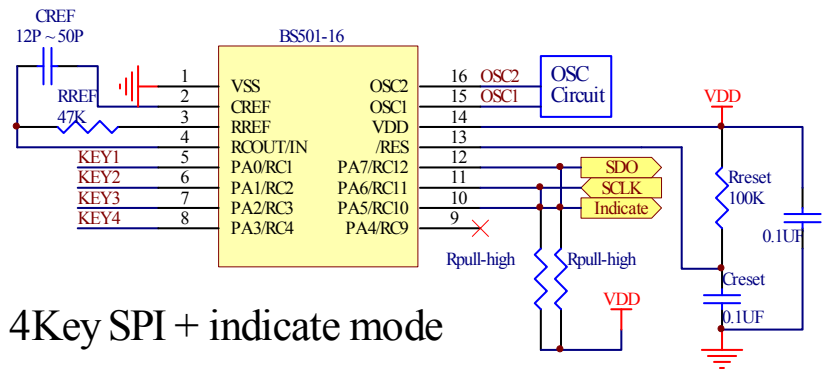 CREF
12P ~ 50P
BS501-16
1 VSS
2 CREF
3 RREF
4 RCOUT/IN
5 PA0/RC1
6 PA1/RC2
7 PA2/RC3
8 PA3/RC4
RREF
47K
KEY1
KEY2
KEY3
KEY4
OSC2 16 OSC2
OSC1 15 OSC1
VDD 14
/RES 13
PA7/RC12 12
PA6/RC11 11
PA5/RC10 10
PA4/RC9 9
OSC
Circuit
VDD
SDO
SCLK
Indicate
Rreset
100K
0.1UF
Rpull-high
Rpull-high
Creset
0.1UF
VDD
4Key SPI + indicate mode